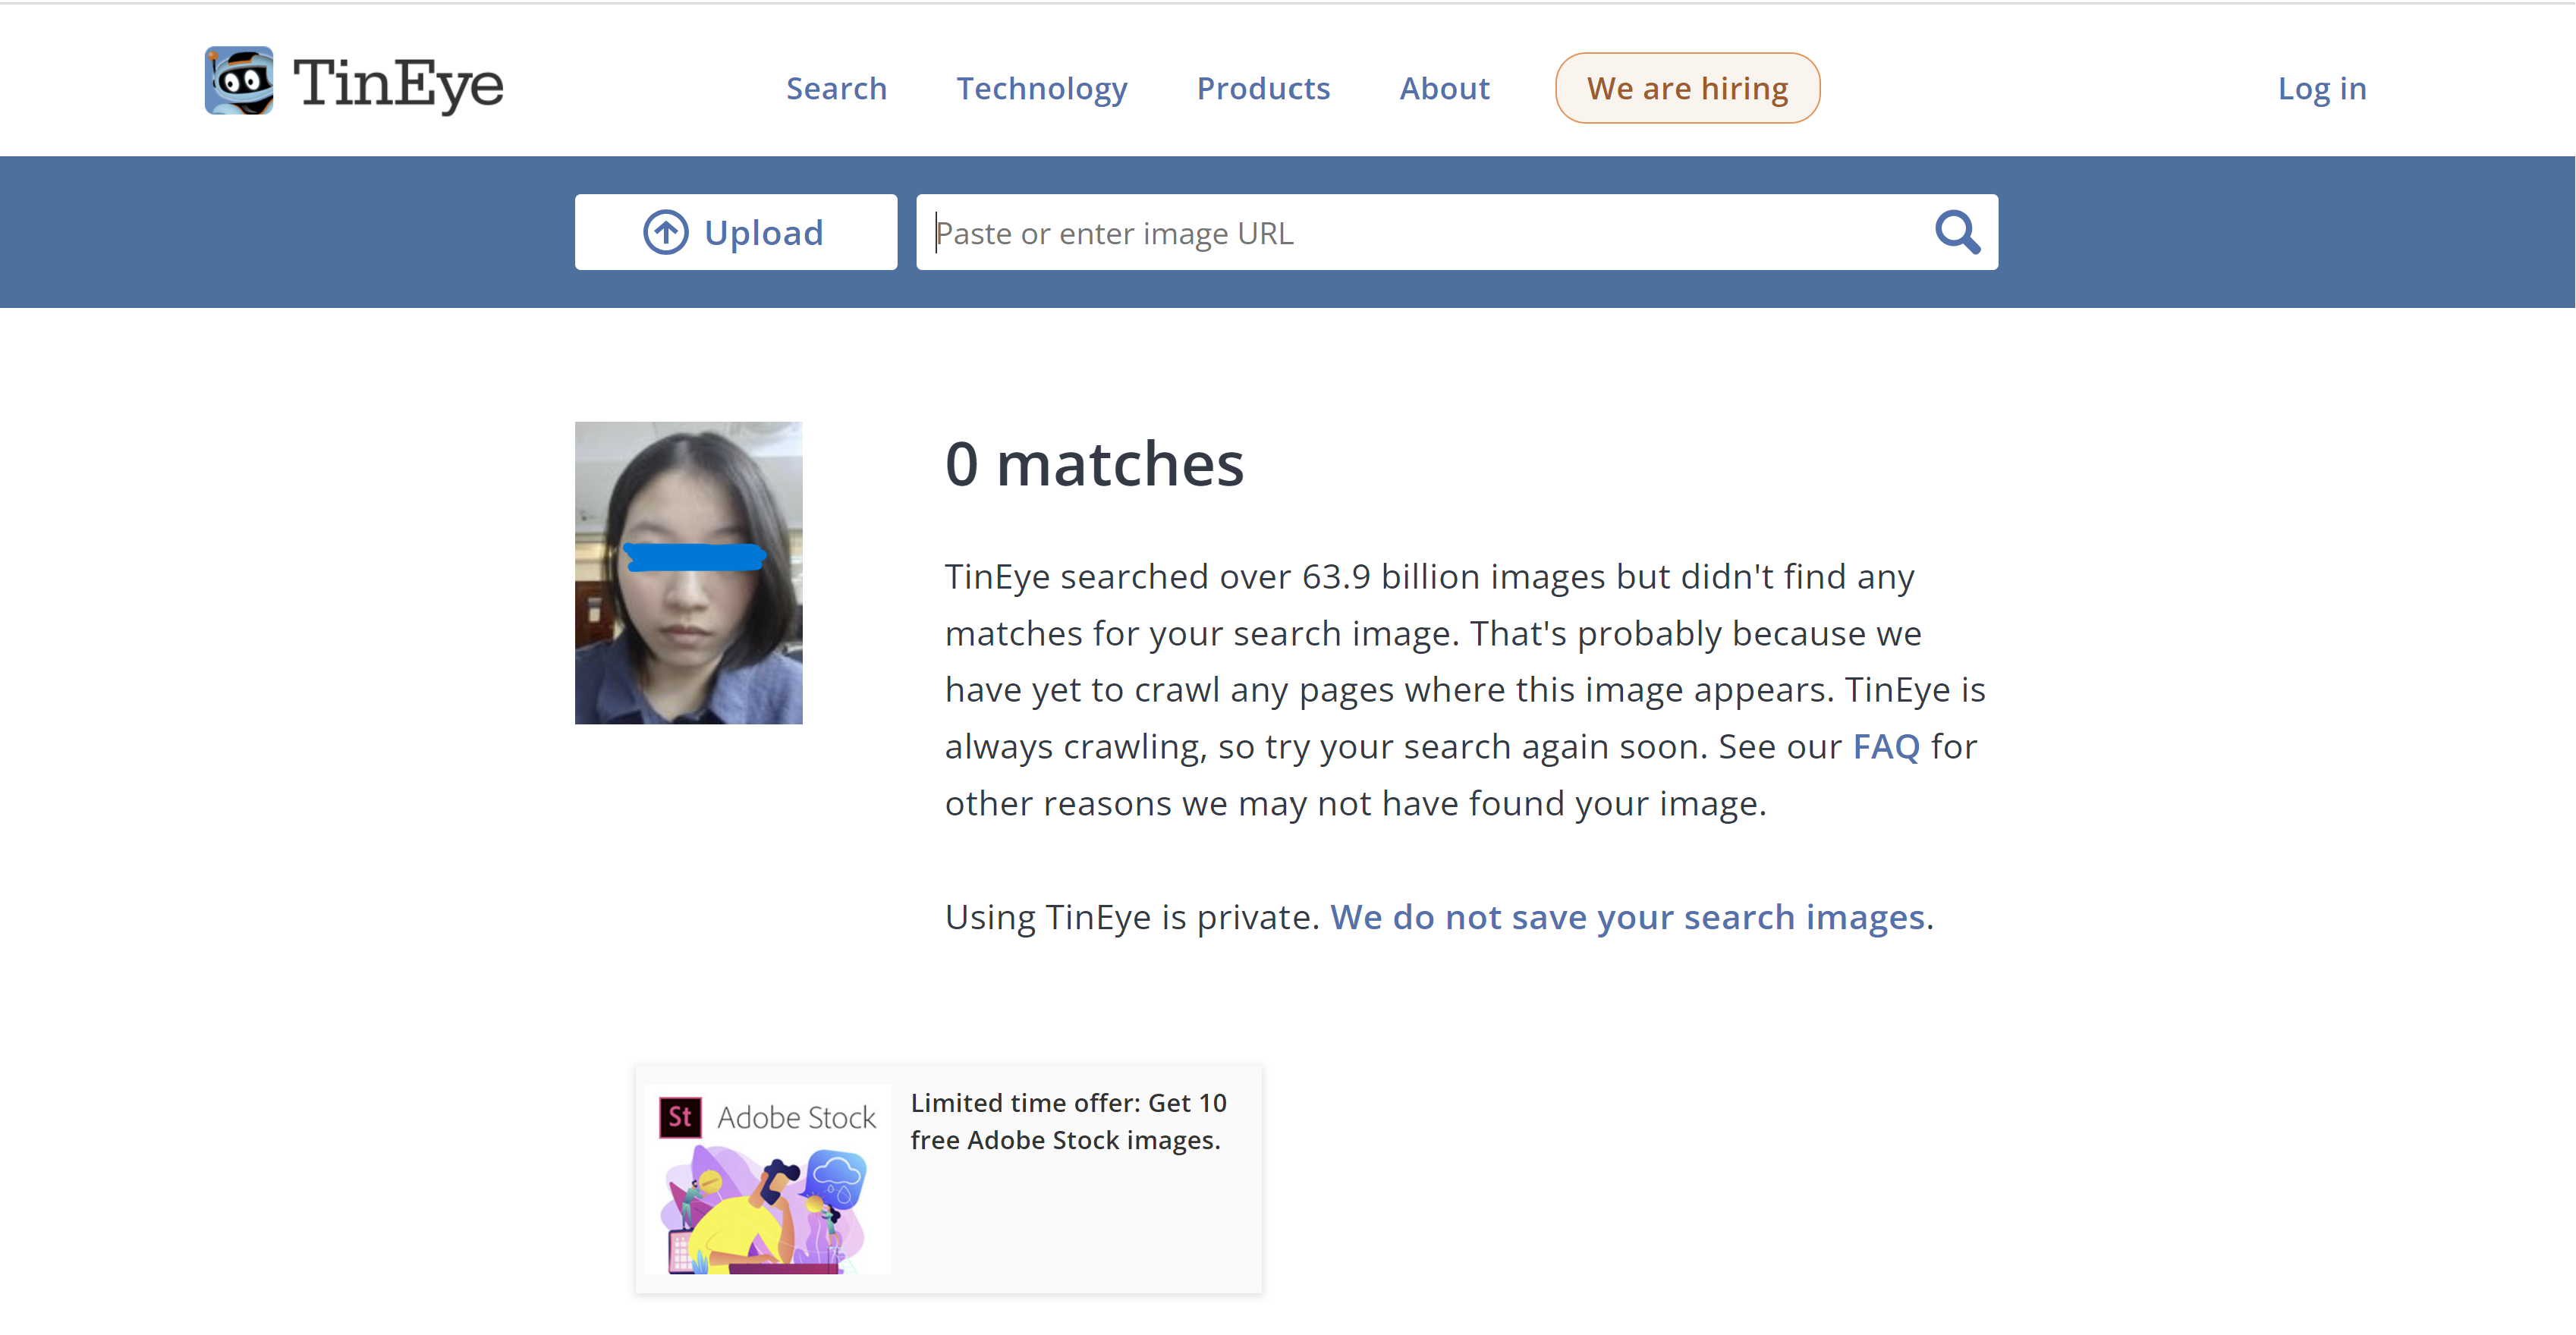 TinEye
Search Technology Products About We are hiring Log in
Upload Paste or enter image URL
0 matches
TinEye searched over 63.9 billion images but didn't find any
matches for your search image. That's probably because we
have yet to crawl any pages where this image appears. TinEye is
always crawling, so try your search again soon. See our FAQ for
other reasons we may not have found your image.
Using TinEye is private. We do not save your search images.
St Adobe Stock
Limited time offer: Get 10
free Adobe Stock images.